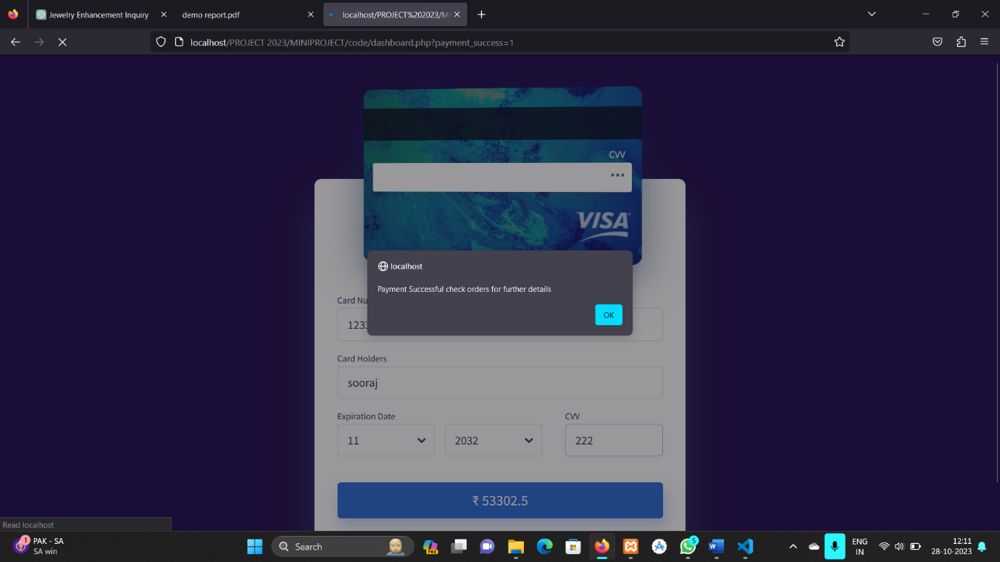 Jewelry Enhancement Inquiry
demo report.pdf
localhost/PROJECT%202023/MI
localhost/PROJECT 2023/MINIPROJECT/code/dashboard.php?payment_success=1
CVV
***
VISA
localhost
Payment Successful check orders for further details
OK
Card Nu
1233
Card Holders
sooraj
Expiration Date
CVV
11
2032
222
₹ 53302.5
Read localhost
1
PAK - SA
SA win
Search
PRE
5
ENG
IN
12:11
28-10-2023